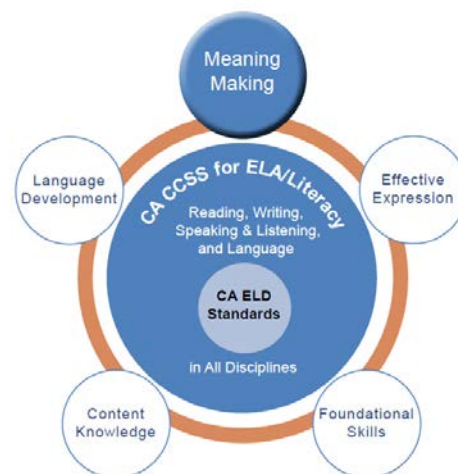 Meaning
Making
Language
Development
Effective
Expression
CA CCSS for ELA/Literacy
Reading, Writing,
Speaking & Listening,
and Language
CA ELD
Standards
in All Disciplines
Content
Knowledge
Foundational
Skills